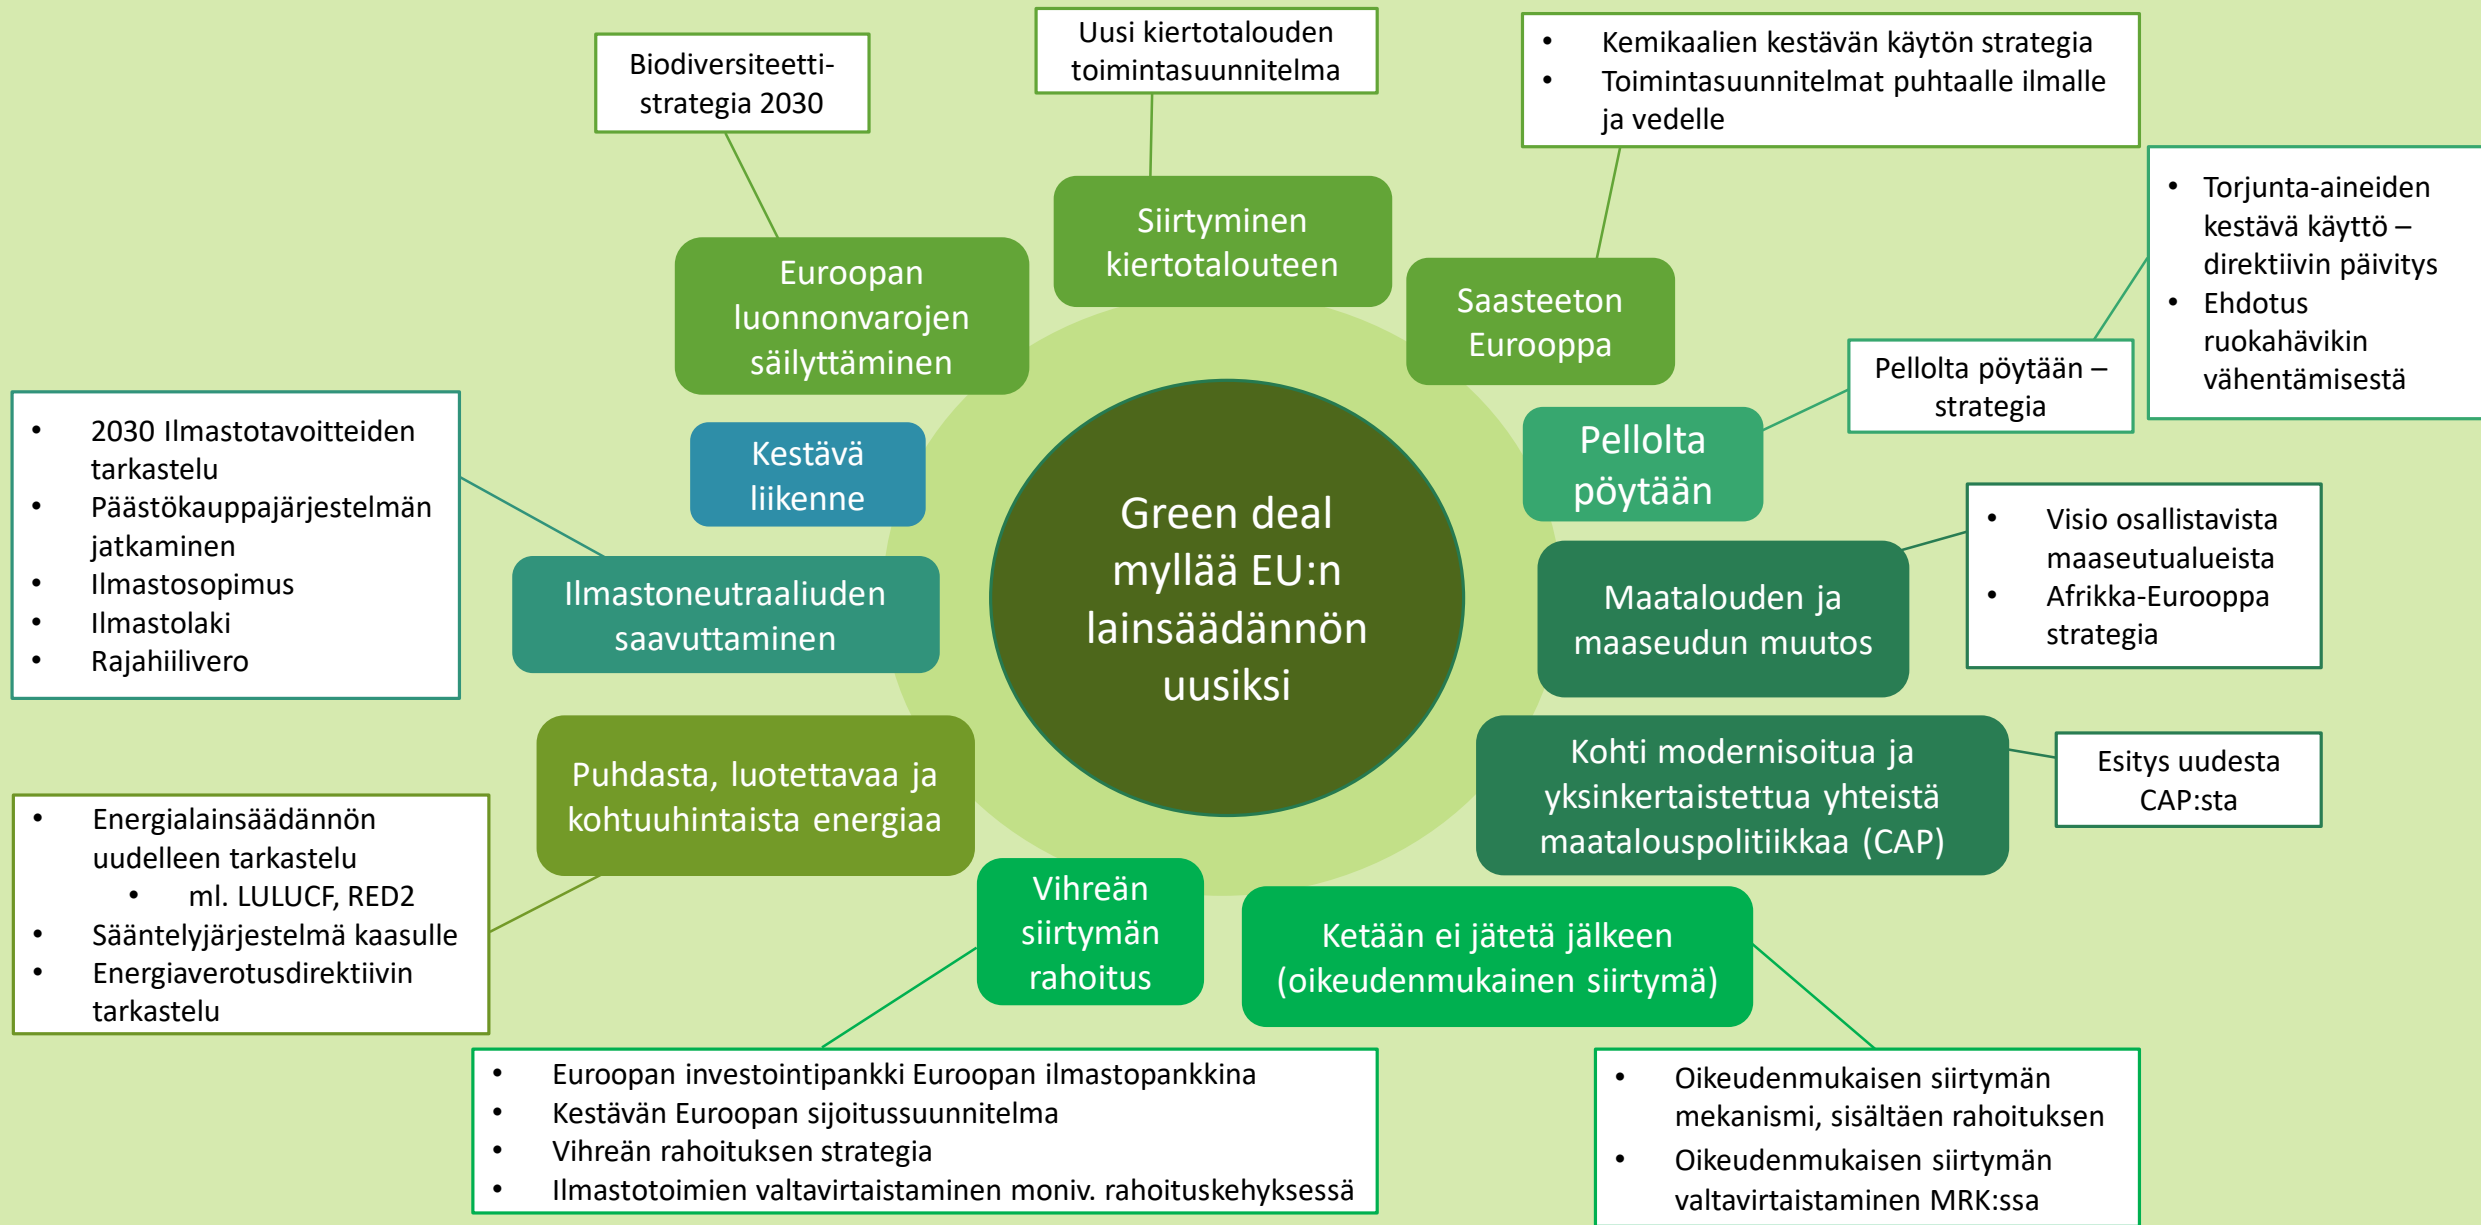 Uusi kiertotalouden
toimintasuunnitelma
Biodiversiteetti-
strategia 2030
• Kemikaalien kestävän käytön strategia
• Toimintasuunnitelmat puhtaalle ilmalle
ja vedelle
• Torjunta-aineiden
kestävä käyttö –
direktiivin päivitys
• Ehdotus
ruokahävikin
vähentämisestä
Siirtyminen
kiertotalouteen
Euroopan
luonnonvarojen
säilyttäminen
Saasteeton
Eurooppa
Pellolta pöytään –
strategia
Pellolta
pöytään
Kestävä
liikenne
• 2030 Ilmastotavoitteiden
tarkastelu
• Päästökauppajärjestelmän
jatkaminen
• Ilmastosopimus
• Ilmastolaki
• Rajahiilivero
Ilmastoneutraaliuden
saavuttaminen
Green deal
myllää EU:n
lainsäädännön
uusiksi
Maatalouden ja
maaseudun muutos
• Visio osallistavista
maaseutualueista
• Afrikka-Eurooppa
strategia
Puhdasta, luotettavaa ja
kohtuuhintaista energiaa
Kohti modernisoitua ja
yksinkertaistettua yhteistä
maatalouspolitiikkaa (CAP)
Esitys uudesta
CAP:sta
• Energialainsäädännön
uudelleen tarkastelu
• ml. LULUCF, RED2
• Sääntelyjärjestelmä kaasulle
• Energiaverotusdirektiivin
tarkastelu
Vihreän
siirtymän
rahoitus
Ketään ei jätetä jälkeen
(oikeudenmukainen siirtymä)
• Euroopan investointipankki Euroopan ilmastopankkina
• Kestävän Euroopan sijoitussuunnitelma
• Vihreän rahoituksen strategia
• Ilmastotoimien valtavirtaistaminen moniv. rahoituskehyksessä
• Oikeudenmukaisen siirtymän
mekanismi, sisältäen rahoituksen
• Oikeudenmukaisen siirtymän
valtavirtaistaminen MRK:ssa